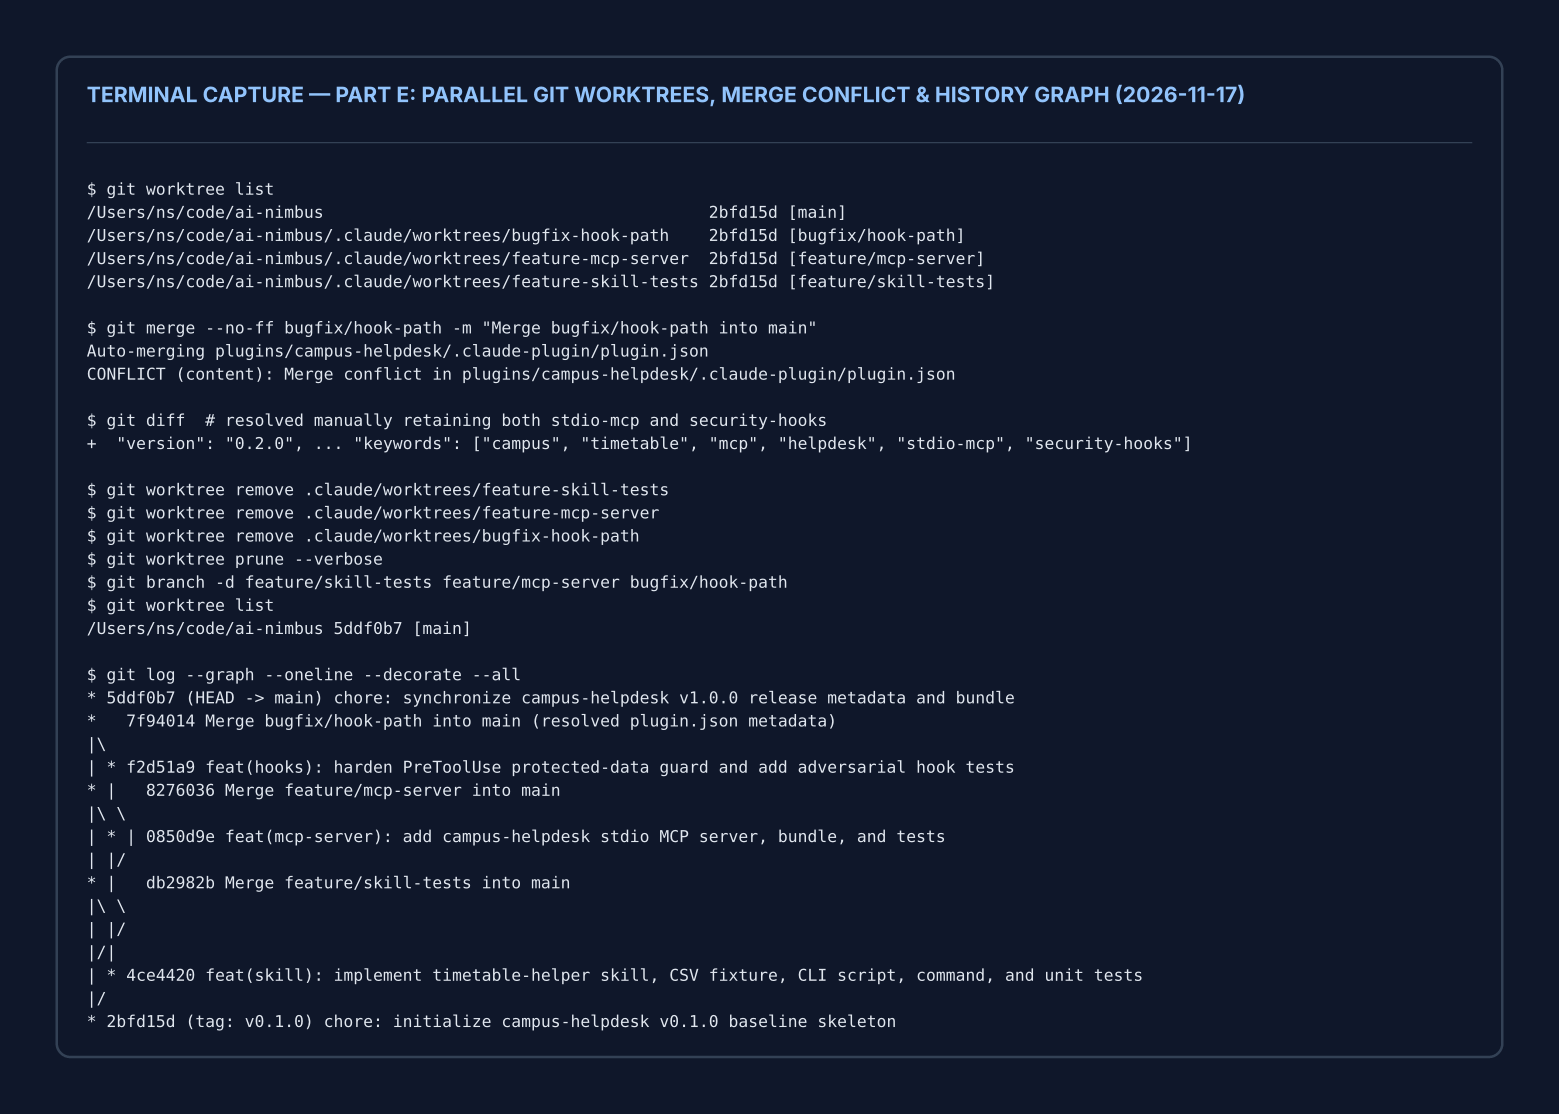 TERMINAL CAPTURE — PART E: PARALLEL GIT WORKTREES, MERGE CONFLICT & HISTORY GRAPH (2026-11-17)
$ git worktree list
/Users/ns/code/ai-nimbus                                       2bfd15d [main]
/Users/ns/code/ai-nimbus/.claude/worktrees/bugfix-hook-path    2bfd15d [bugfix/hook-path]
/Users/ns/code/ai-nimbus/.claude/worktrees/feature-mcp-server  2bfd15d [feature/mcp-server]
/Users/ns/code/ai-nimbus/.claude/worktrees/feature-skill-tests 2bfd15d [feature/skill-tests]
$ git merge --no-ff bugfix/hook-path -m "Merge bugfix/hook-path into main"
Auto-merging plugins/campus-helpdesk/.claude-plugin/plugin.json
CONFLICT (content): Merge conflict in plugins/campus-helpdesk/.claude-plugin/plugin.json
$ git diff  # resolved manually retaining both stdio-mcp and security-hooks
+  "version": "0.2.0", ... "keywords": ["campus", "timetable", "mcp", "helpdesk", "stdio-mcp", "security-hooks"]
$ git worktree remove .claude/worktrees/feature-skill-tests
$ git worktree remove .claude/worktrees/feature-mcp-server
$ git worktree remove .claude/worktrees/bugfix-hook-path
$ git worktree prune --verbose
$ git branch -d feature/skill-tests feature/mcp-server bugfix/hook-path
$ git worktree list
/Users/ns/code/ai-nimbus 5ddf0b7 [main]
$ git log --graph --oneline --decorate --all
* 5ddf0b7 (HEAD -> main) chore: synchronize campus-helpdesk v1.0.0 release metadata and bundle
*   7f94014 Merge bugfix/hook-path into main (resolved plugin.json metadata)
|\
| * f2d51a9 feat(hooks): harden PreToolUse protected-data guard and add adversarial hook tests
* |   8276036 Merge feature/mcp-server into main
|\ \
| * | 0850d9e feat(mcp-server): add campus-helpdesk stdio MCP server, bundle, and tests
| |/
* |   db2982b Merge feature/skill-tests into main
|\ \
| |/
|/|
| * 4ce4420 feat(skill): implement timetable-helper skill, CSV fixture, CLI script, command, and unit tests
|/
* 2bfd15d (tag: v0.1.0) chore: initialize campus-helpdesk v0.1.0 baseline skeleton